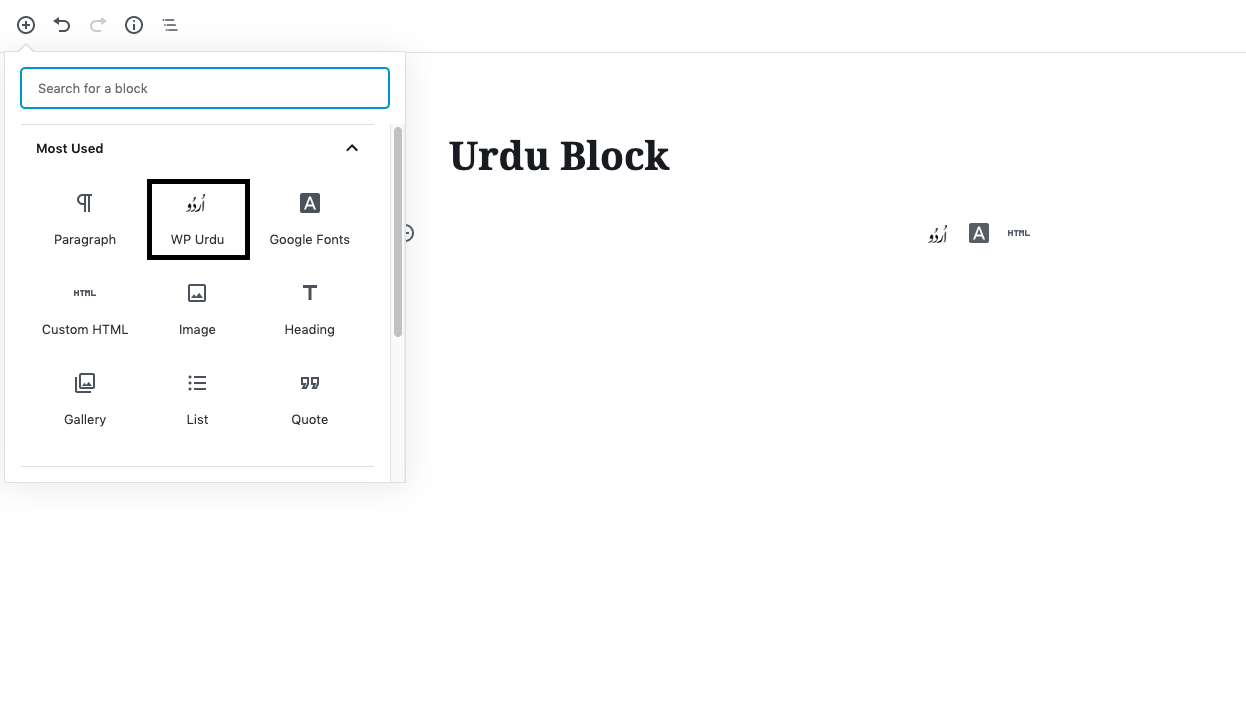 Search for a block
Most Used
Urdu Block
Paragraph
اُردُو
WP Urdu
A
Google Fonts
اُردُو
A
HTML
HTML
Custom HTML
Image
T
Heading
Gallery
List
Quote